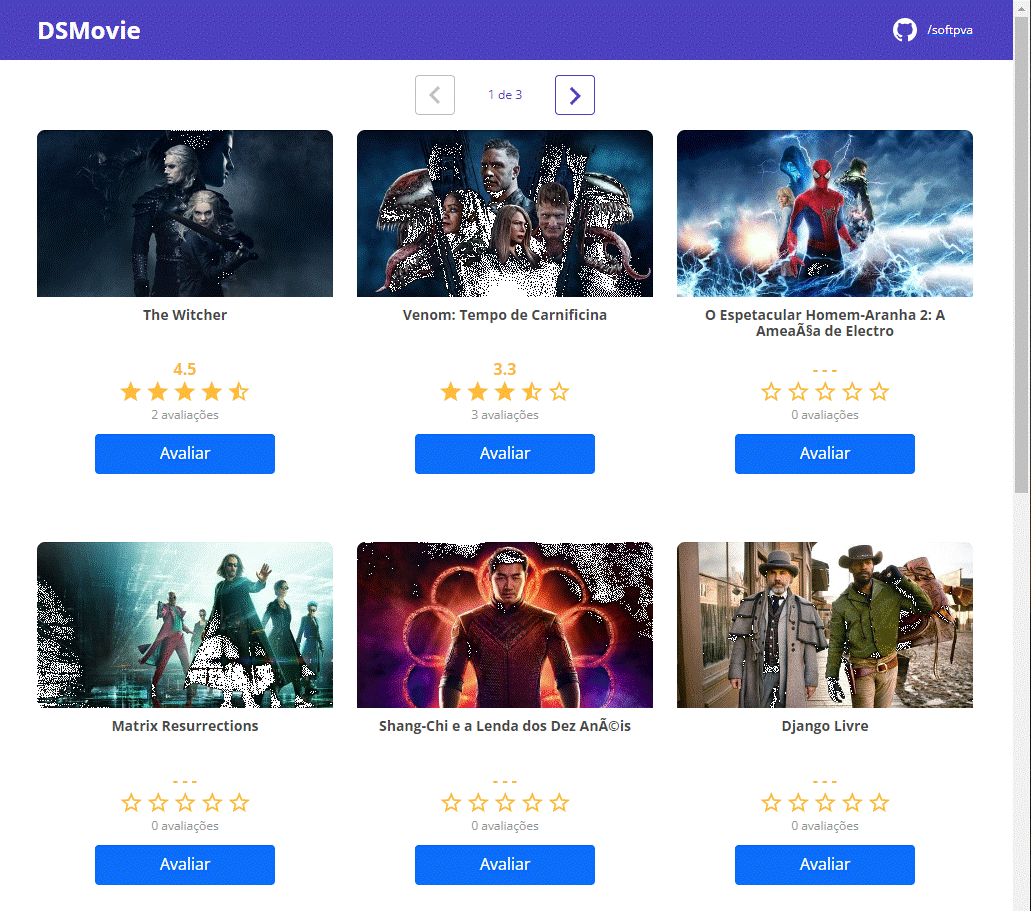 DSMovie
/softpva
1 de 3
The Witcher
4.5
2 avaliações
Avaliar
Venom: Tempo de Carnificina
3.3
3 avaliações
Avaliar
O Espetacular Homem-Aranha 2: A
AmeaÃ§a de Electro
---
0 avaliações
Avaliar
Matrix Resurrections
---
0 avaliações
Avaliar
Shang-Chi e a Lenda dos Dez AnÃ©is
---
0 avaliações
Avaliar
Django Livre
---
0 avaliações
Avaliar